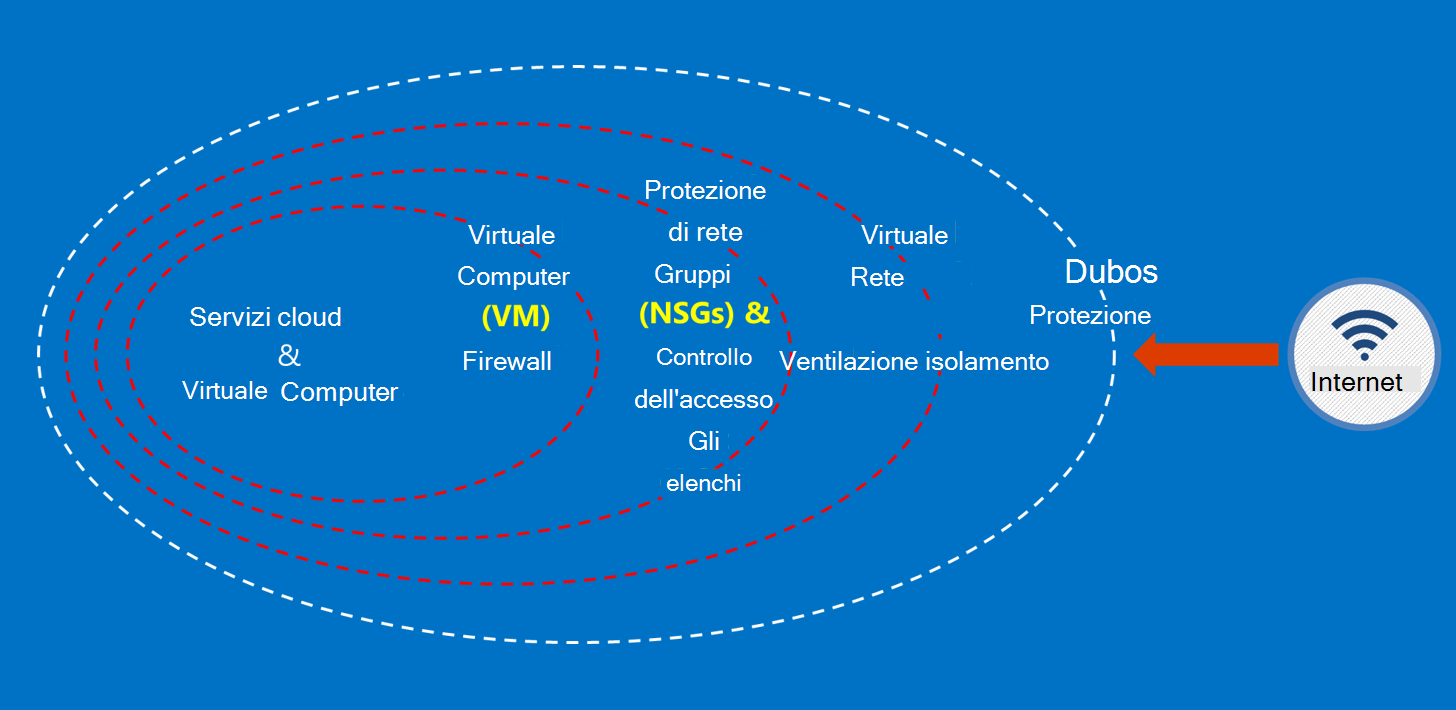 Servizi cloud
&
Virtuale Computer
Virtuale
Computer
(VM)
Firewall
Protezione
di rete
Gruppi
(NSGs) &
Controllo
dell'accesso
Gli
elenchi
Virtuale
Rete
Ventilazione isolamento
Dubos
Protezione
Internet